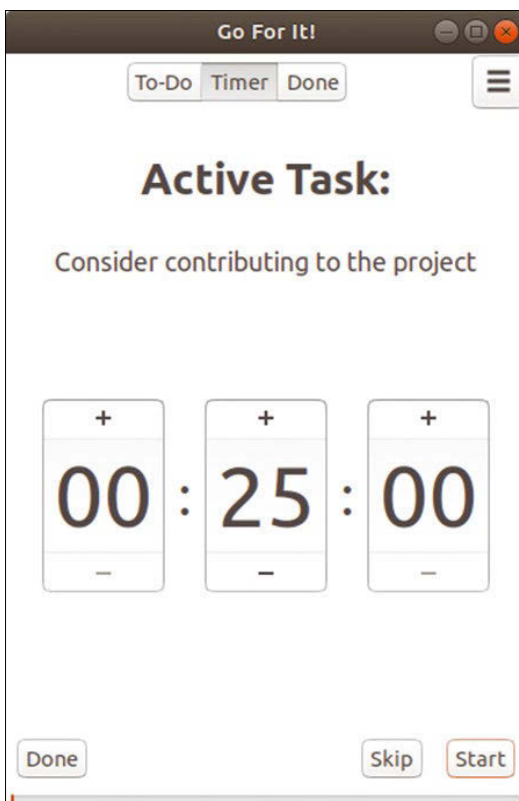 Go For It!
To-Do Timer Done
Active Task:
Consider contributing to the project
+ + +
00 : 25 : 00
− − −
Done Skip Start